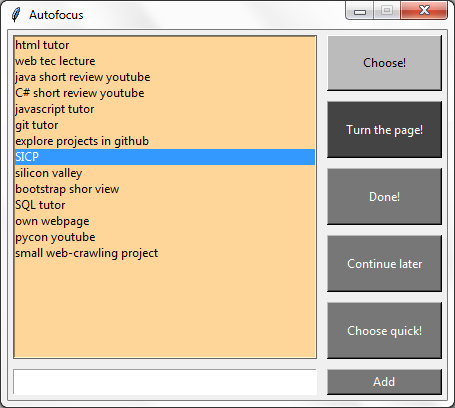 Autofocus
html tutor
web tec lecture
java short review youtube
C# short review youtube
javascript tutor
git tutor
explore projects in github
SICP
silicon valley
bootstrap shor view
SQL tutor
own webpage
pycon youtube
small web-crawling project
Choose!
Turn the page!
Done!
Continue later
Choose quick!
Add